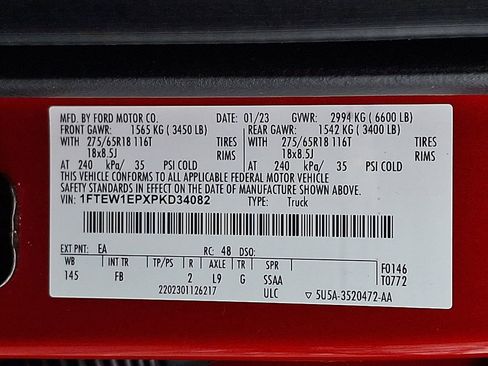 MFD. BY FORD MOTOR CO. 01/23 GVWR: 2994 KG ( 6600 LB)
FRONT GAWR: 1565 KG ( 3450 LB) REAR GAWR: 1542 KG ( 3400 LB)
WITH 275/65R18 116T TIRES WITH 275/65R18 116T TIRES
18x8.5J RIMS 18x8.5J RIMS
AT 240 kPa/ 35 PSI COLD AT 240 kPa/ 35 PSI COLD
THIS VEHICLE CONFORMS TO ALL APPLICABLE FEDERAL MOTOR VEHICLE
SAFETY STANDARDS IN EFFECT ON THE DATE OF MANUFACTURE SHOWN ABOVE.
VIN: 1FTEW1EPXPKD34082 TYPE: Truck
EXT PNT: EA RC: 48 DSO:
WB INT TR TP/PS R AXLE TR SPR F0146
145 FB 2 L9 G SSAA T0772
2202301126217 ULC ▽ 5U5A-3520472-AA